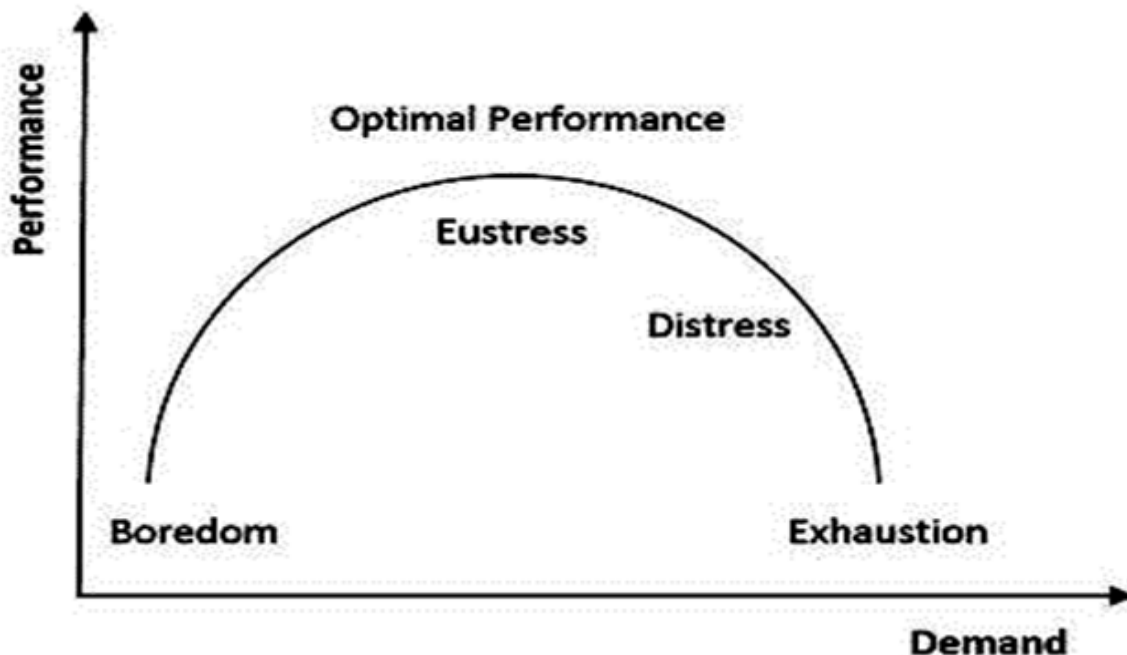 Performance
Optimal Performance
Eustress
Distress
Boredom
Exhaustion
Demand